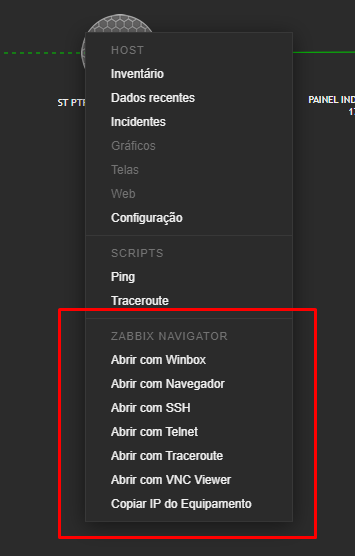 HOST
Inventário
Dados recentes
Incidentes
Gráficos
Telas
Web
Configuração
ST PTI
PAINEL IND
17
SCRIPTS
Ping
Traceroute
ZABBIX NAVIGATOR
Abrir com Winbox
Abrir com Navegador
Abrir com SSH
Abrir com Telnet
Abrir com Traceroute
Abrir com VNC Viewer
Copiar IP do Equipamento